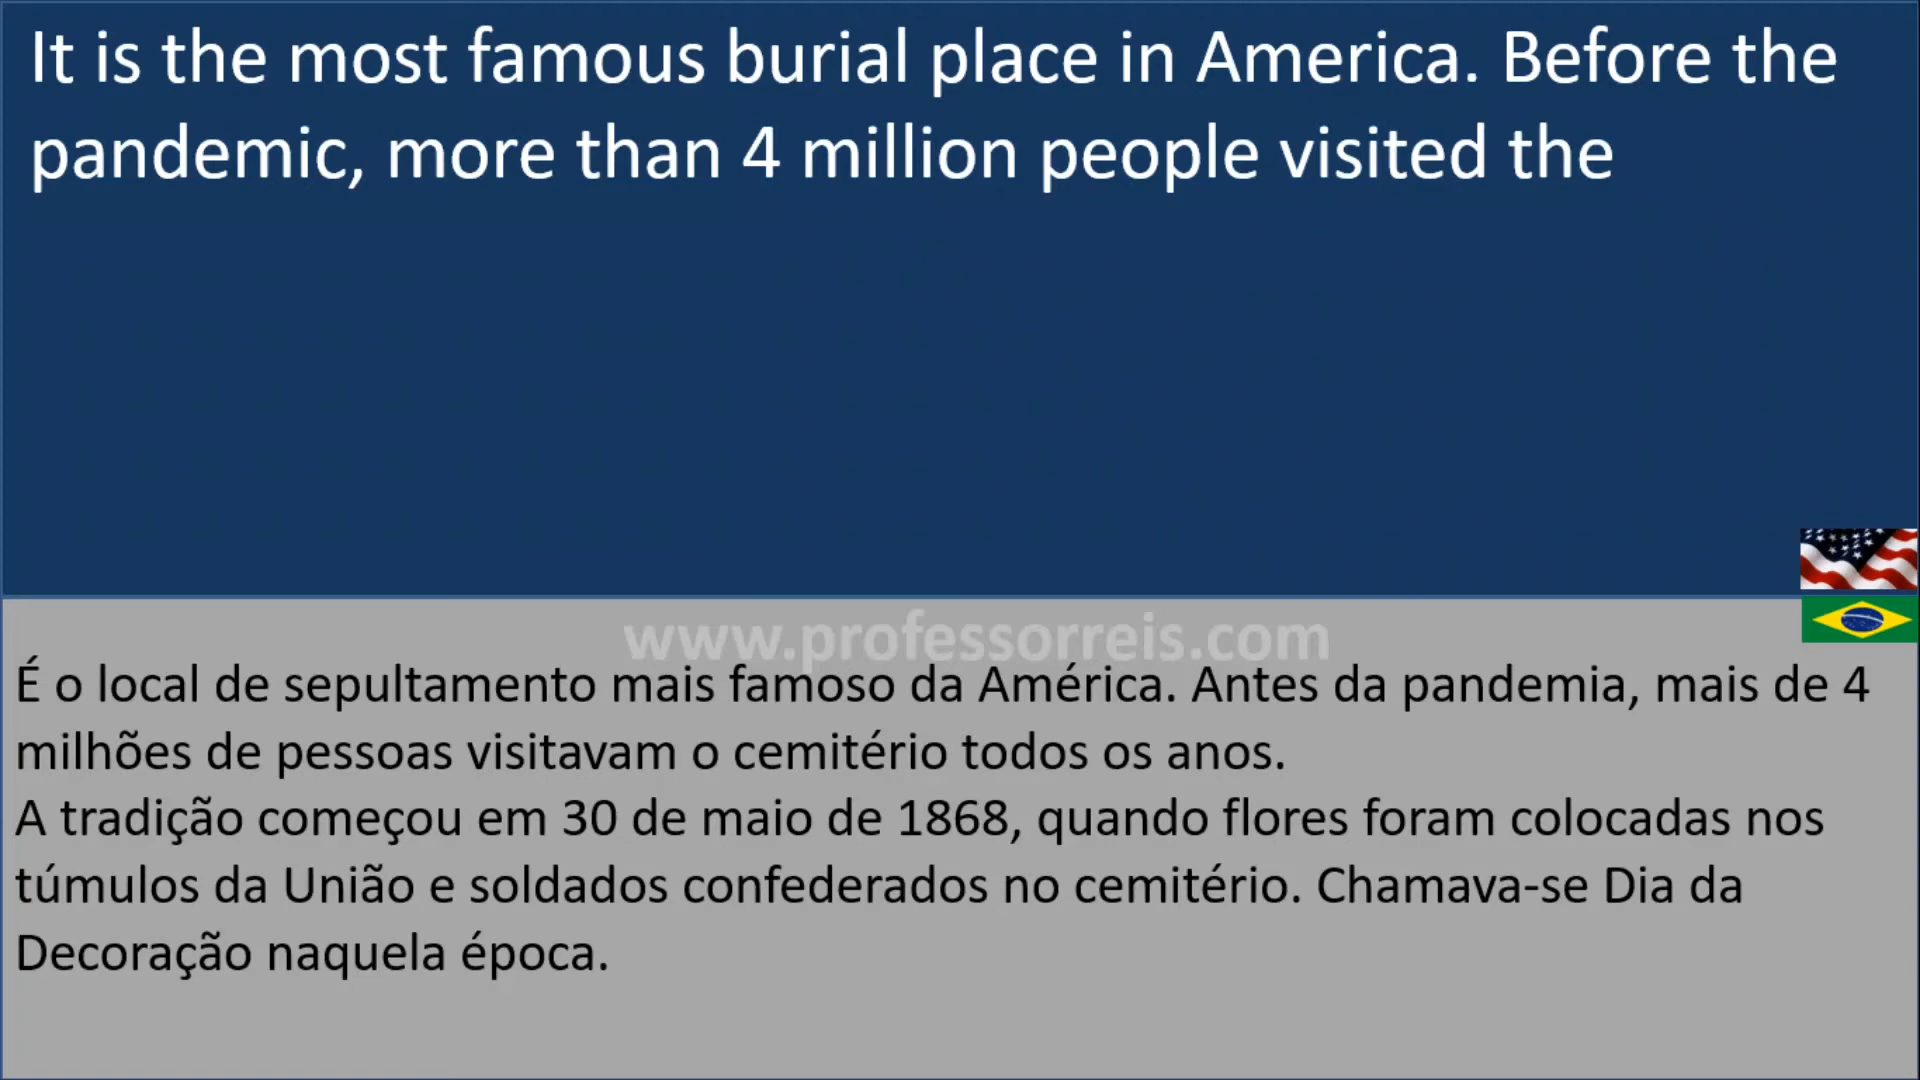 It is the most famous burial place in America. Before the
pandemic, more than 4 million people visited the
www.professorreis.com
É o local de sepultamento mais famoso da América. Antes da pandemia, mais de 4
milhões de pessoas visitavam o cemitério todos os anos.
A tradição começou em 30 de maio de 1868, quando flores foram colocadas nos
túmulos da União e soldados confederados no cemitério. Chamava-se Dia da
Decoração naquela época.